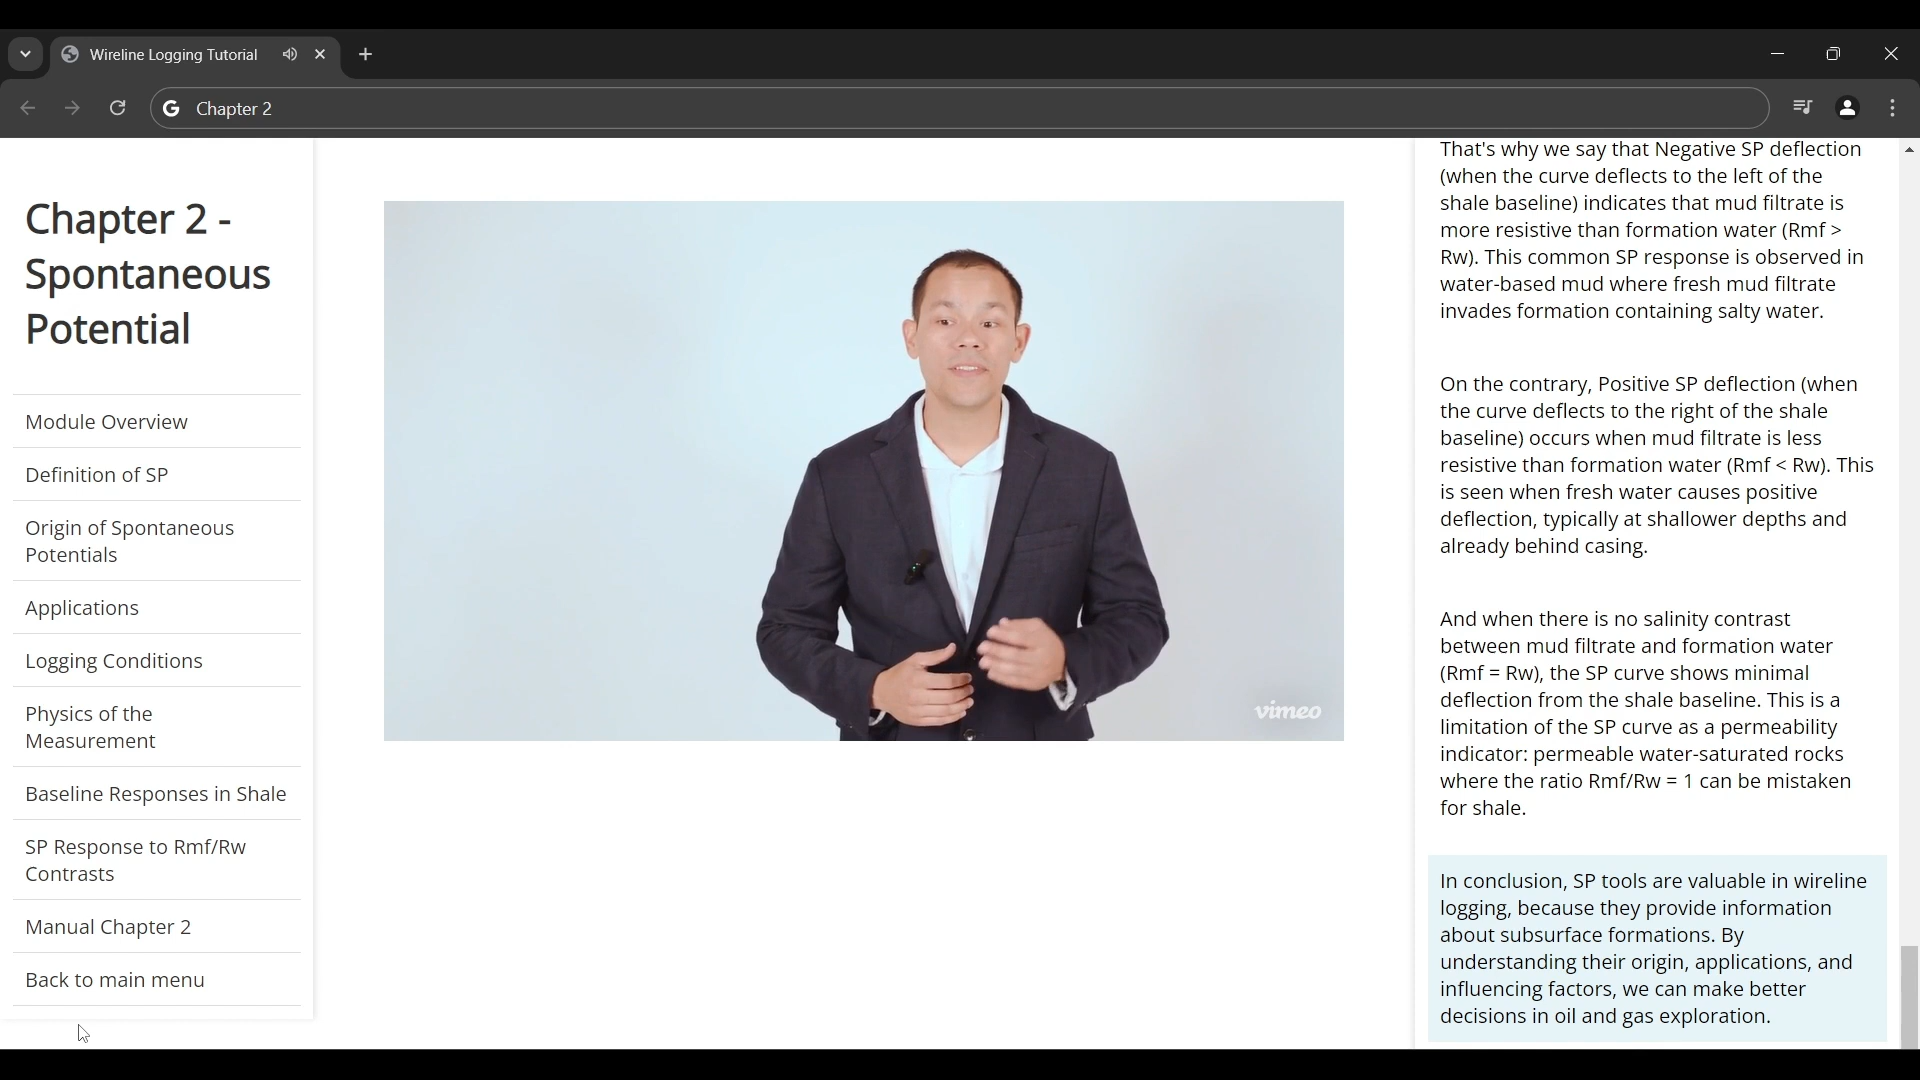 Wireline Logging Tutorial
Chapter 2
Chapter 2 -
Spontaneous
Potential
Module Overview
Definition of SP
Origin of Spontaneous
Potentials
Applications
Logging Conditions
Physics of the
Measurement
Baseline Responses in Shale
SP Response to Rmf/Rw
Contrasts
Manual Chapter 2
Back to main menu
vimeo
That's why we say that Negative SP deflection
(when the curve deflects to the left of the
shale baseline) indicates that mud filtrate is
more resistive than formation water (Rmf >
Rw). This common SP response is observed in
water-based mud where fresh mud filtrate
invades formation containing salty water.
On the contrary, Positive SP deflection (when
the curve deflects to the right of the shale
baseline) occurs when mud filtrate is less
resistive than formation water (Rmf < Rw). This
is seen when fresh water causes positive
deflection, typically at shallower depths and
already behind casing.
And when there is no salinity contrast
between mud filtrate and formation water
(Rmf = Rw), the SP curve shows minimal
deflection from the shale baseline. This is a
limitation of the SP curve as a permeability
indicator: permeable water-saturated rocks
where the ratio Rmf/Rw = 1 can be mistaken
for shale.
In conclusion, SP tools are valuable in wireline
logging, because they provide information
about subsurface formations. By
understanding their origin, applications, and
influencing factors, we can make better
decisions in oil and gas exploration.